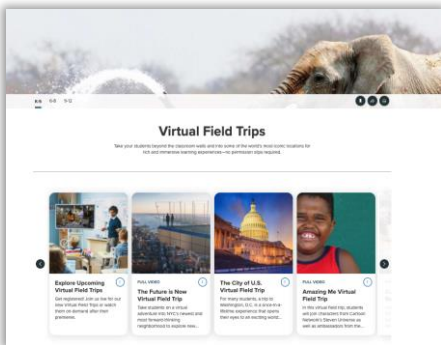 K-5 6-8 9-12
Virtual Field Trips
Take your students beyond the classroom walls and into some of the world's most iconic locations for
rich and immersive learning experiences—no permission slips required.
Explore Upcoming
Virtual Field Trips
Get registered! Join us live for our
new Virtual Field Trips or watch
them on demand after their
premieres.
FULL VIDEO
The Future is Now
Virtual Field Trip
Take students on a virtual
adventure into NYC's newest and
most forward-thinking
neighborhood to explore new...
The City of U.S.
Virtual Field Trip
For many students, a trip to
Washington, D.C. is a once-in-a-
lifetime experience that opens
their eyes to an exciting world...
FULL VIDEO
Amazing Me Virtual
Field Trip
In this virtual field trip, students
will join characters from Cartoon
Network's Steven Universe as
well as ambassadors from the...